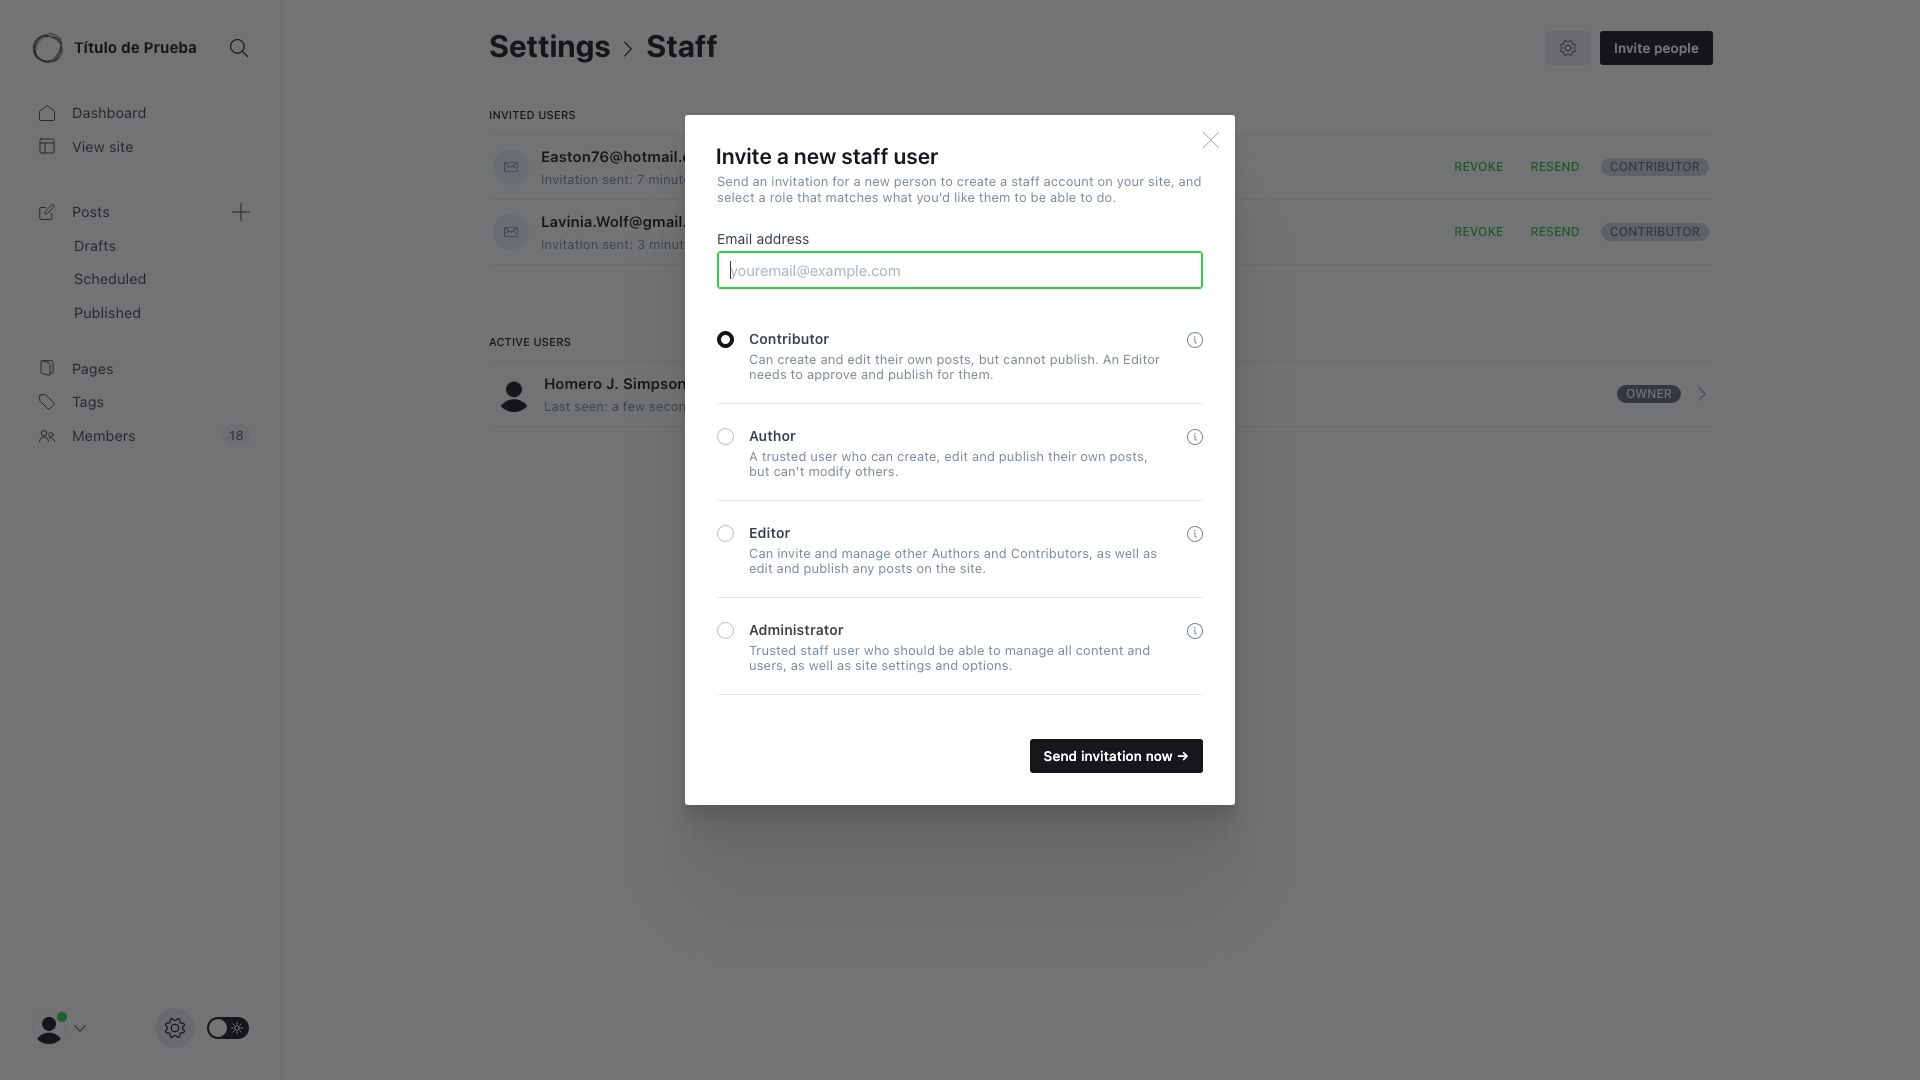 Título de Prueba
Dashboard
View site
Posts
Drafts
Scheduled
Published
Pages
Tags
Members
18
Settings > Staff
Invite people
INVITED USERS
Easton76@hotmail.
Invitation sent: 7
REVOKE RESEND CONTRIBUTOR
Lavinia.Wolf@gmail.
Invitation sent: 3
REVOKE RESEND CONTRIBUTOR
ACTIVE USERS
Homero J. Simpson
Last seen: a few
OWNER
Invite a new staff user
Send an invitation for a new person to create a staff account on your site, and
select a role that matches what you’d like them to be able to do.
Email address
youremail@example.com
Contributor
Can create and edit their own posts, but cannot publish. An Editor
needs to approve and publish for them.
Author
A trusted user who can create, edit and publish their own posts,
but can’t modify others.
Editor
Can invite and manage other Authors and Contributors, as well as
edit and publish any posts on the site.
Administrator
Trusted staff user who should be able to manage all content and
users, as well as site settings and options.
Send invitation now →